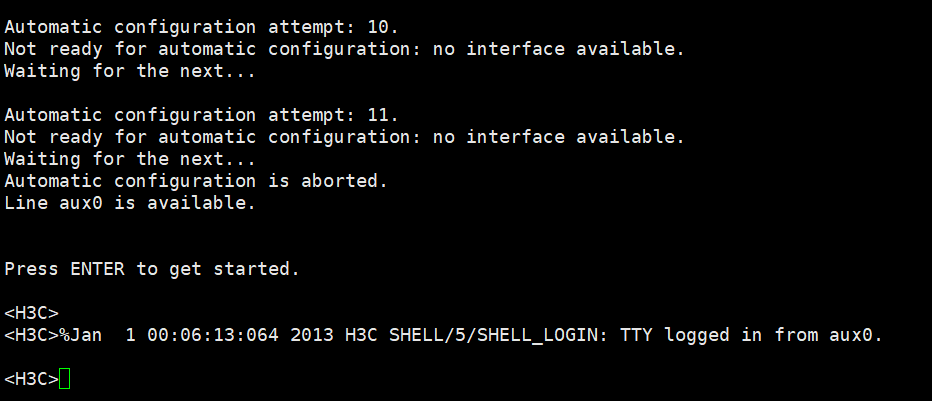 Automatic configuration attempt: 10.
Not ready for automatic configuration: no interface available.
Waiting for the next...
Automatic configuration attempt: 11.
Not ready for automatic configuration: no interface available.
Waiting for the next...
Automatic configuration is aborted.
Line aux0 is available.
Press ENTER to get started.
<H3C>
<H3C>%Jan  1 00:06:13:064 2013 H3C SHELL/5/SHELL_LOGIN: TTY logged in from aux0.
<H3C>